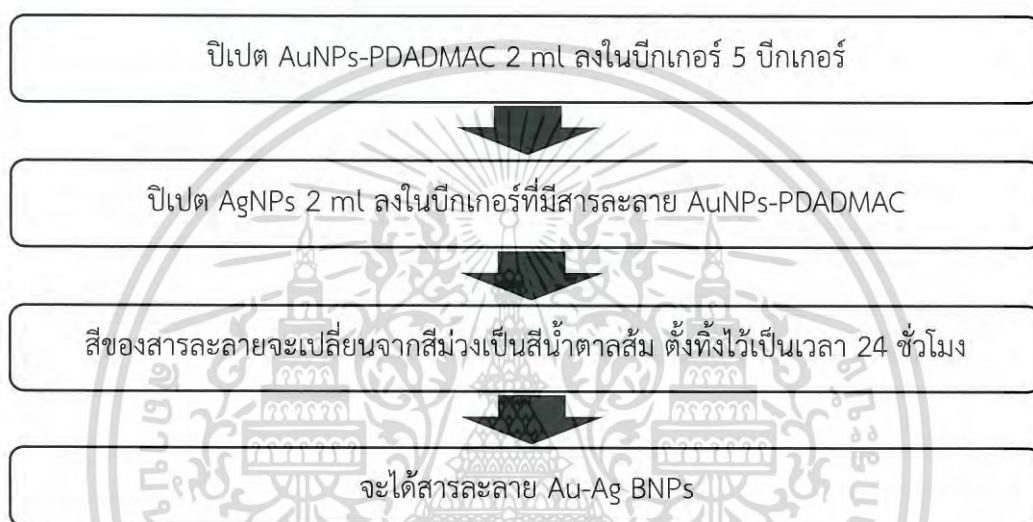 ปิเปต AuNPs-PDADMAC 2 ml ลงในบีกเกอร์ 5 บีกเกอร์
ปิเปต AgNPs 2 ml ลงในบีกเกอร์ที่มีสารละลาย AuNPs-PDADMAC
สีของสารละลายจะเปลี่ยนจากสีม่วงเป็นสีน้ำตาลส้ม ตั้งทิ้งไว้เป็นเวลา 24 ชั่วโมง
จะได้สารละลาย Au-Ag BNPs